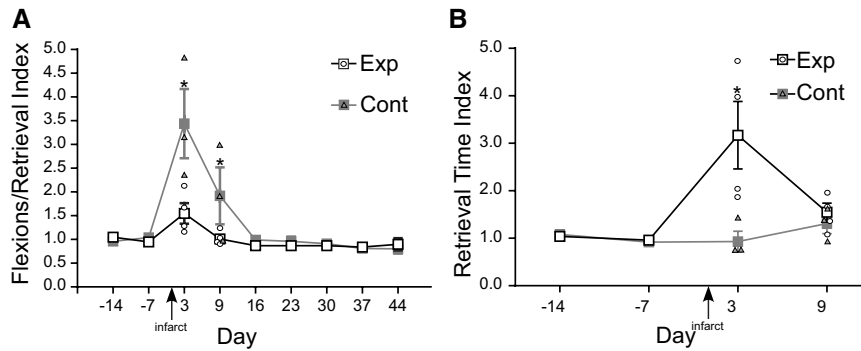 A
Flexions/Retrieval Index
5.0
4.5
4.0
3.5
3.0
2.5
2.0
1.5
1.0
0.5
0.0
*
*
Exp
Cont
-14 -7 3 9 16 23 30 37 44
infarct
Day
B
Retrieval Time Index
5.0
4.0
3.0
2.0
1.0
0.0
*
Exp
Cont
-14 -7 3 9
infarct
Day